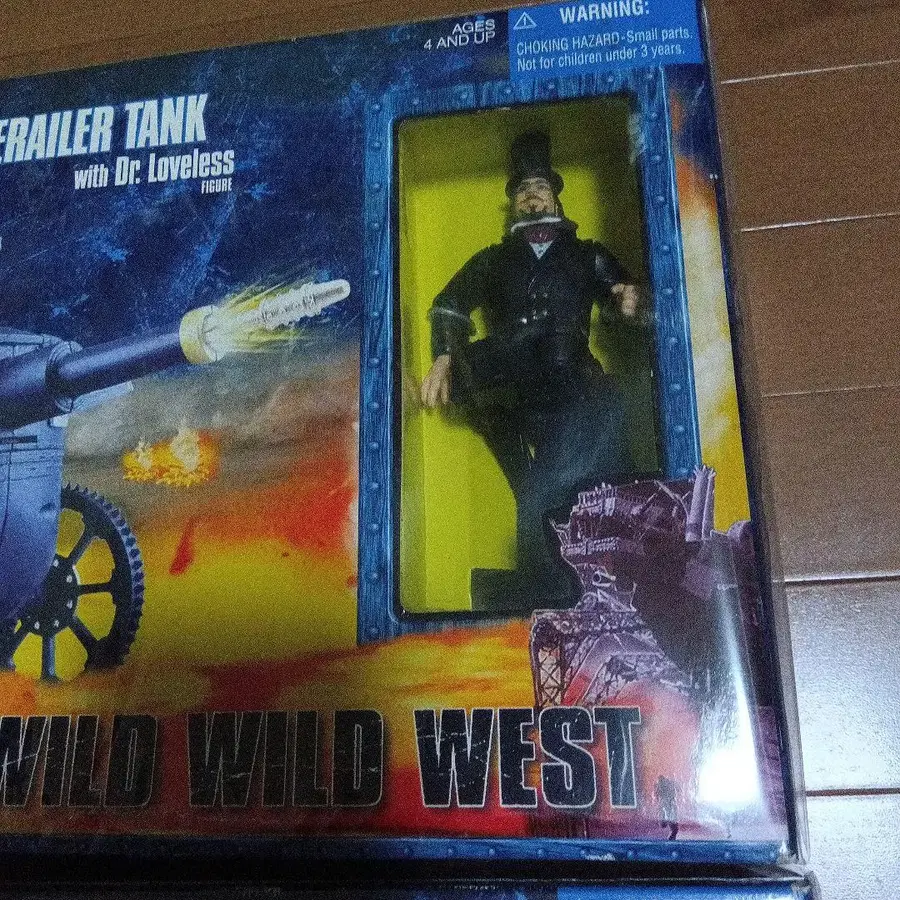 AGES
4 AND UP
WARNING:
CHOKING HAZARD-Small parts.
Not for children under 3 years.
ERAILER TANK
with Dr. Loveless
FIGURE
WILD WILD WEST